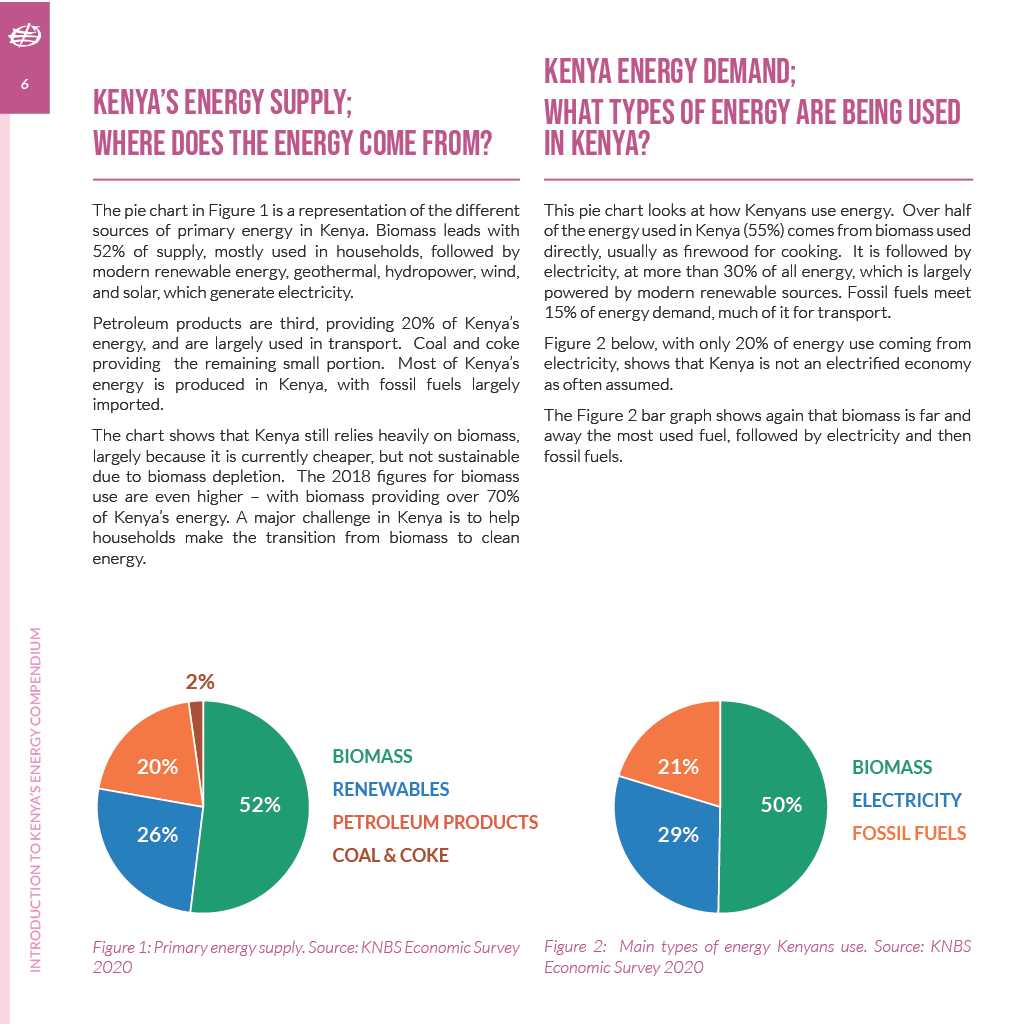 6
KENYA'S ENERGY SUPPLY;
WHERE DOES THE ENERGY COME FROM?
The pie chart in Figure 1 is a representation of the different
sources of primary energy in Kenya. Biomass leads with
52% of supply, mostly used in households, followed by
modern renewable energy, geothermal, hydropower, wind,
and solar, which generate electricity.
Petroleum products are third, providing 20% of Kenya's
energy, and are largely used in transport. Coal and coke
providing the remaining small portion. Most of Kenya's
energy is produced in Kenya, with fossil fuels largely
imported.
The chart shows that Kenya still relies heavily on biomass,
largely because it is currently cheaper, but not sustainable
due to biomass depletion. The 2018 figures for biomass
use are even higher – with biomass providing over 70%
of Kenya's energy. A major challenge in Kenya is to help
households make the transition from biomass to clean
energy.
KENYA ENERGY DEMAND;
WHAT TYPES OF ENERGY ARE BEING USED
IN KENYA?
This pie chart looks at how Kenyans use energy. Over half
of the energy used in Kenya (55%) comes from biomass used
directly, usually as firewood for cooking. It is followed by
electricity, at more than 30% of all energy, which is largely
powered by modern renewable sources. Fossil fuels meet
15% of energy demand, much of it for transport.
Figure 2 below, with only 20% of energy use coming from
electricity, shows that Kenya is not an electrified economy
as often assumed.
The Figure 2 bar graph shows again that biomass is far and
away the most used fuel, followed by electricity and then
fossil fuels.
2%
20%
52%
26%
BIOMASS
RENEWABLES
PETROLEUM PRODUCTS
COAL & COKE
Figure 1: Primary energy supply. Source: KNBS Economic Survey
2020
21%
50%
29%
BIOMASS
ELECTRICITY
FOSSIL FUELS
Figure 2: Main types of energy Kenyans use. Source: KNBS
Economic Survey 2020
INTRODUCTION TO KENYA'S ENERGY COMPENDIUM